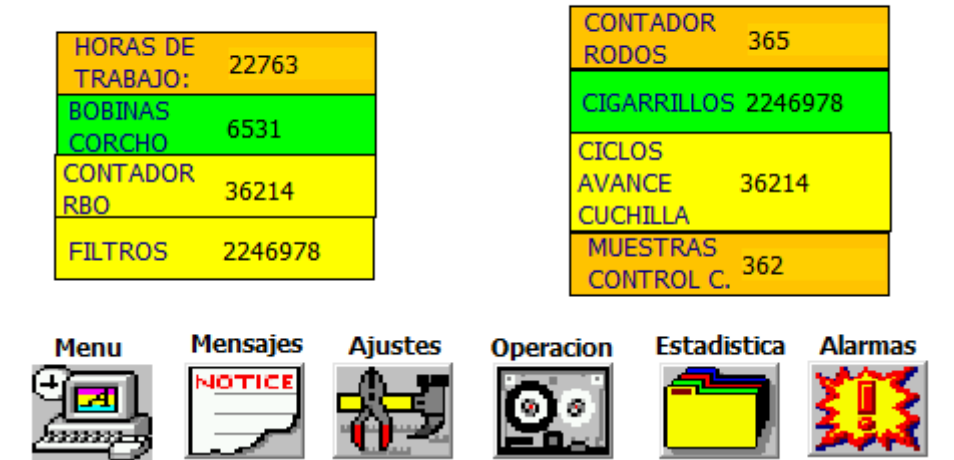 HORAS DE
TRABAJO: 22763
BOBINAS
CORCHO 6531
CONTADOR
RBO 36214
FILTROS 2246978
CONTADOR
RODOS 365
CIGARRILLOS 2246978
CICLOS
AVANCE 36214
CUCHILLA
MUESTRAS
CONTROL C. 362
Menu Mensajes Ajustes Operacion Estadistica Alarmas
NOTICE